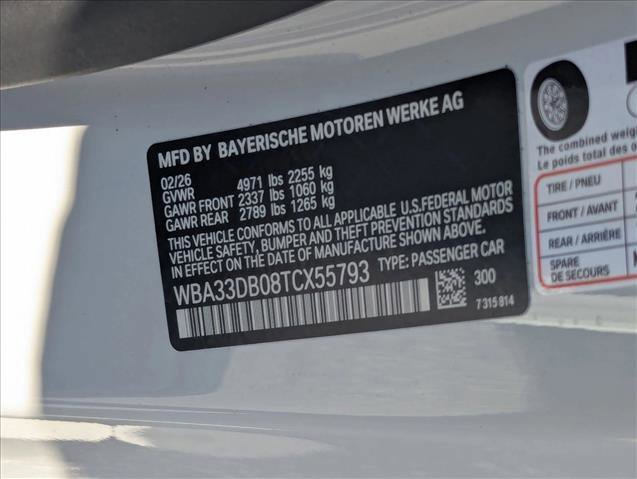 MFD BY BAYERISCHE MOTOREN WERKE AG
02/26
GVWR 4971 lbs 2255 kg
GAWR FRONT 2337 lbs 1060 kg
GAWR REAR 2789 lbs 1265 kg
THIS VEHICLE CONFORMS TO ALL APPLICABLE U.S.FEDERAL MOTOR
VEHICLE SAFETY, BUMPER AND THEFT PREVENTION STANDARDS
IN EFFECT ON THE DATE OF MANUFACTURE SHOWN ABOVE.
WBA33DB08TCX55793 TYPE: PASSENGER CAR
300
7 315 814
The combined weig
Le poids total des o
TIRE / PNEU
FRONT / AVANT
REAR / ARRIÈRE
SPARE
DE SECOURS